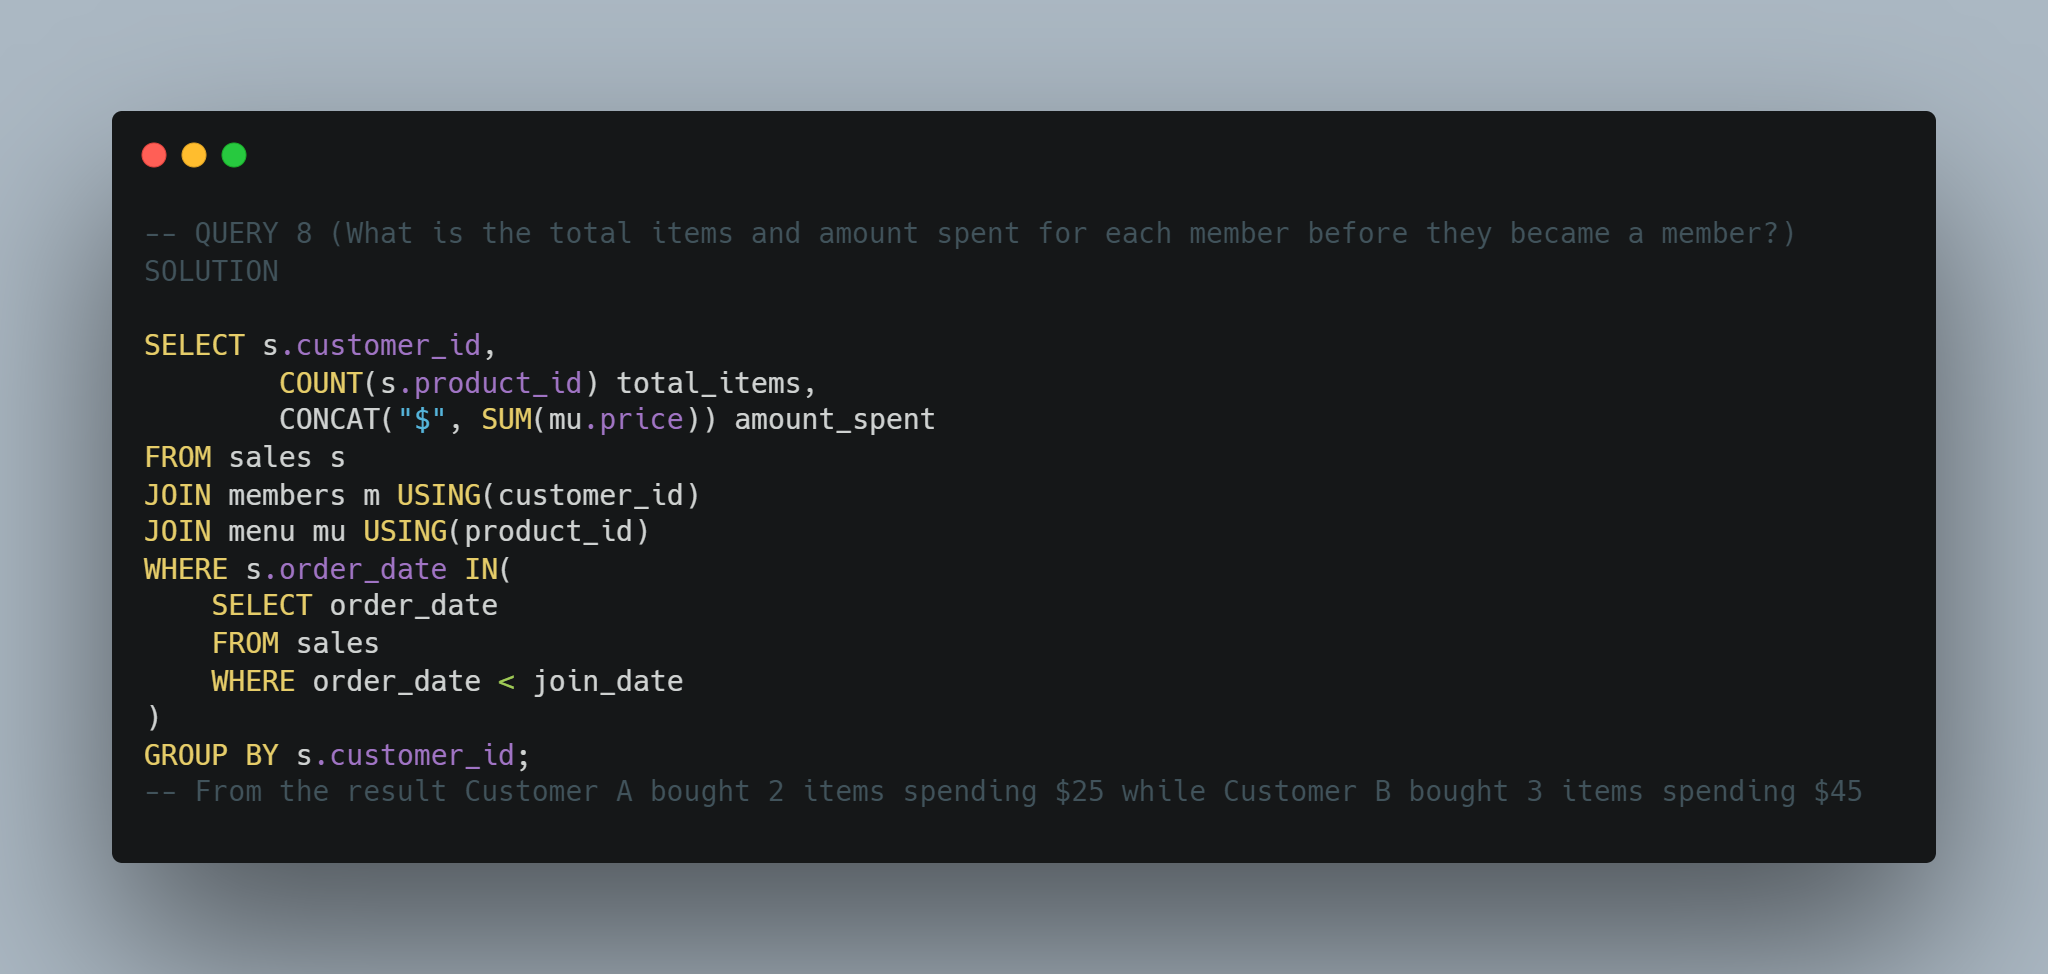 -- QUERY 8 (What is the total items and amount spent for each member before they became a member?)
SOLUTION
SELECT s.customer_id,
COUNT(s.product_id) total_items,
CONCAT("$", SUM(mu.price)) amount_spent
FROM sales s
JOIN members m USING(customer_id)
JOIN menu mu USING(product_id)
WHERE s.order_date IN(
SELECT order_date
FROM sales
WHERE order_date < join_date
)
GROUP BY s.customer_id;
-- From the result Customer A bought 2 items spending $25 while Customer B bought 3 items spending $45